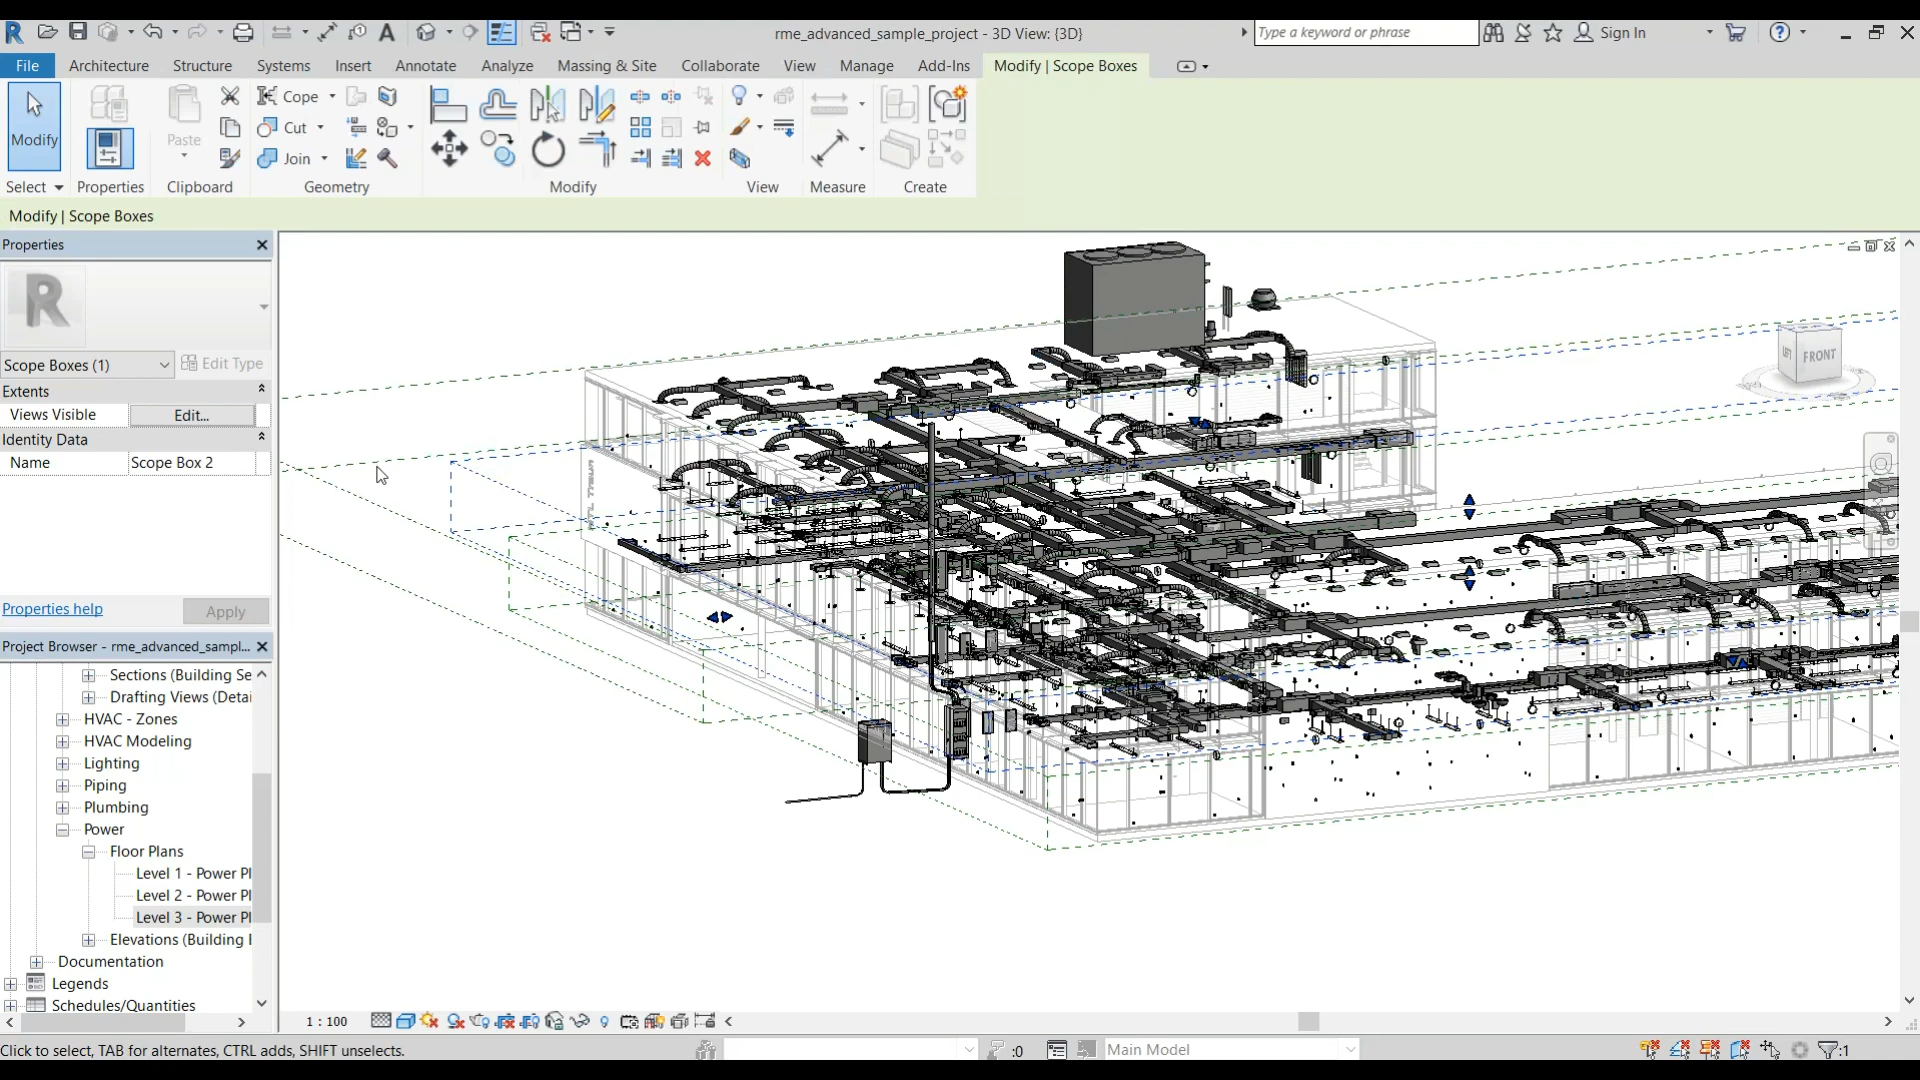 rme_advanced_sample_project - 3D View: {3D}
Type a keyword or phrase
Sign In
File
Architecture
Structure
Systems
Insert
Annotate
Analyze
Massing & Site
Collaborate
View
Manage
Add-Ins
Modify | Scope Boxes
Modify
Paste
Cope
Cut
Join
Select
Properties
Clipboard
Geometry
Modify
View
Measure
Create
Modify | Scope Boxes
Properties
Scope Boxes (1)
Edit Type
Extents
Views Visible
Edit...
Identity Data
Name
Scope Box 2
Properties help
Apply
Project Browser - rme_advanced_sampl...
Sections (Building Se
Drafting Views (Detai
HVAC - Zones
HVAC Modeling
Lighting
Piping
Plumbing
Power
Floor Plans
Level 1 - Power Pl
Level 2 - Power Pl
Level 3 - Power Pl
Elevations (Building E
Documentation
Legends
Schedules/Quantities
LEFT
FRONT
1 : 100
Click to select, TAB for alternates, CTRL adds, SHIFT unselects.
:0
Main Model
:1